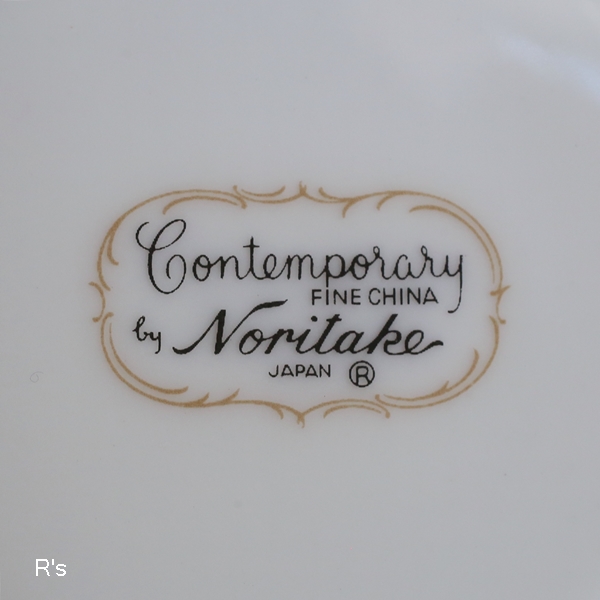 Contemporary
FINE CHINA
by Noritake
JAPAN ®
R's